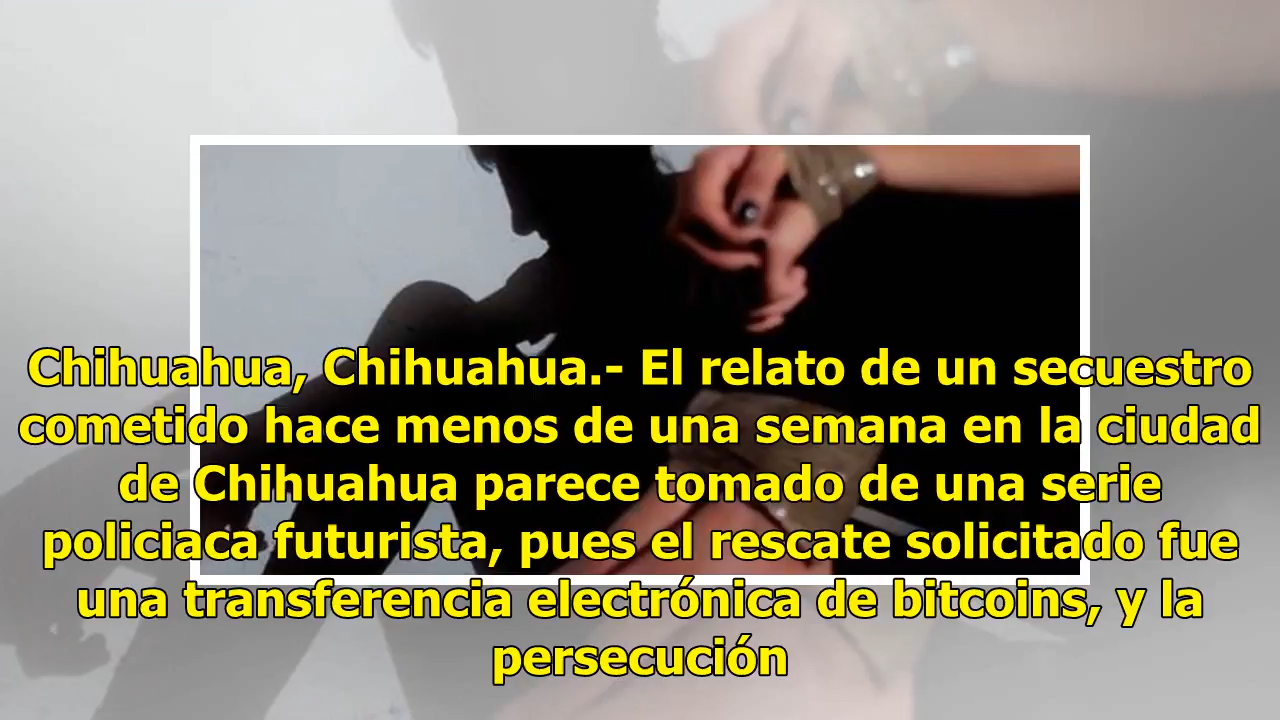 Chihuahua, Chihuahua.- El relato de un secuestro
cometido hace menos de una semana en la ciudad
de Chihuahua parece tomado de una serie
policiaca futurista, pues el rescate solicitado fue
una transferencia electrónica de bitcoins, y la
persecución